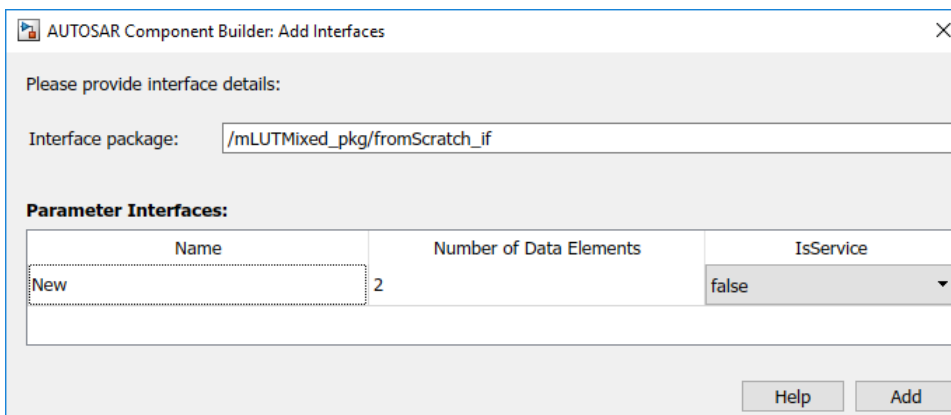 AUTOSAR Component Builder: Add Interfaces
Please provide interface details:
Interface package: /mLUTMixed_pkg/fromScratch_if
Parameter Interfaces:
Name Number of Data Elements IsService
New 2 false
Help Add